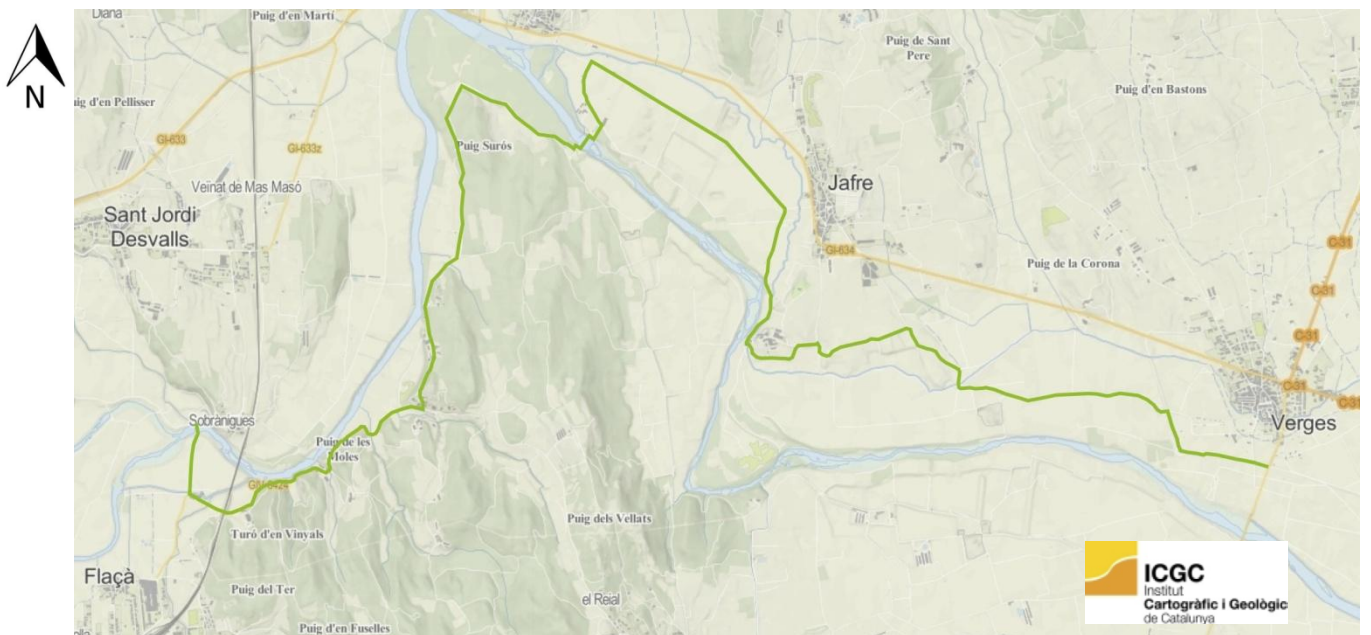 Diana
Puig d'en Martí
N
Puig de Sant
Pere
Puig d'en Bastons
uig d'en Pellisser
GI-633
GI-633z
Puig Surós
Veïnat de Mas Masó
Jafre
Sant Jordi
Desvalls
GI-634
Puig de la Corona
C-31
C-31
C-31
C-31
C-31
Verges
Sobrànigues
Puig de les
Moles
Puig dels Vellats
Turó d'en Vinyals
Flaçà
Puig del Ter
el Reial
Puig d'en Fuselles
ICGC
Institut
Cartogràfic i Geològic
de Catalunya